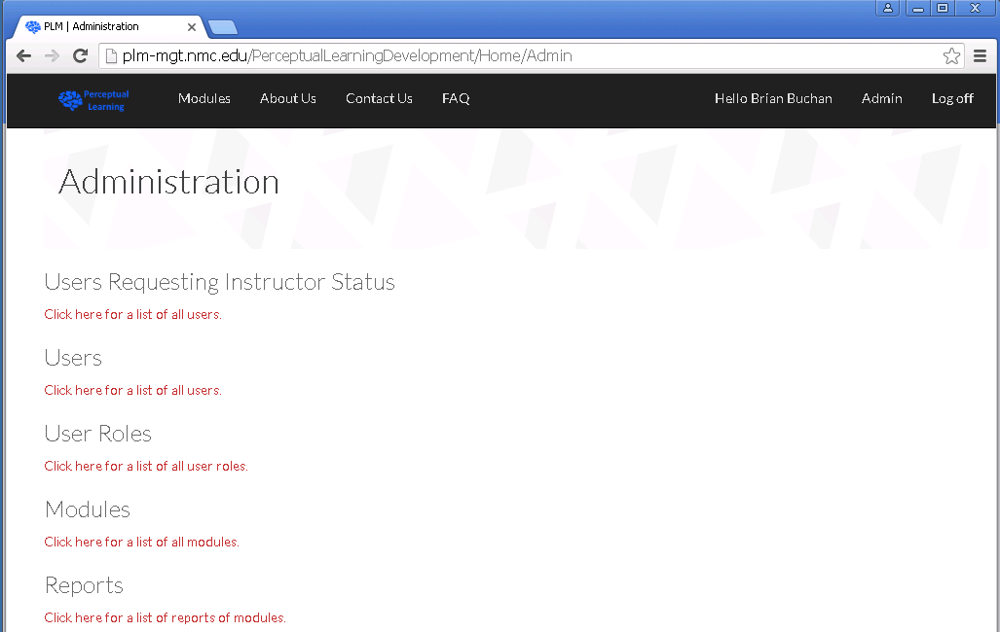 PLM | Administration
plm-mgt.nmc.edu/PerceptualLearningDevelopment/Home/Admin
Perceptual Learning
Modules About Us Contact Us FAQ Hello Brian Buchan Admin Log off
Administration
Users Requesting Instructor Status
Click here for a list of all users.
Users
Click here for a list of all users.
User Roles
Click here for a list of all user roles.
Modules
Click here for a list of all modules.
Reports
Click here for a list of reports of modules.